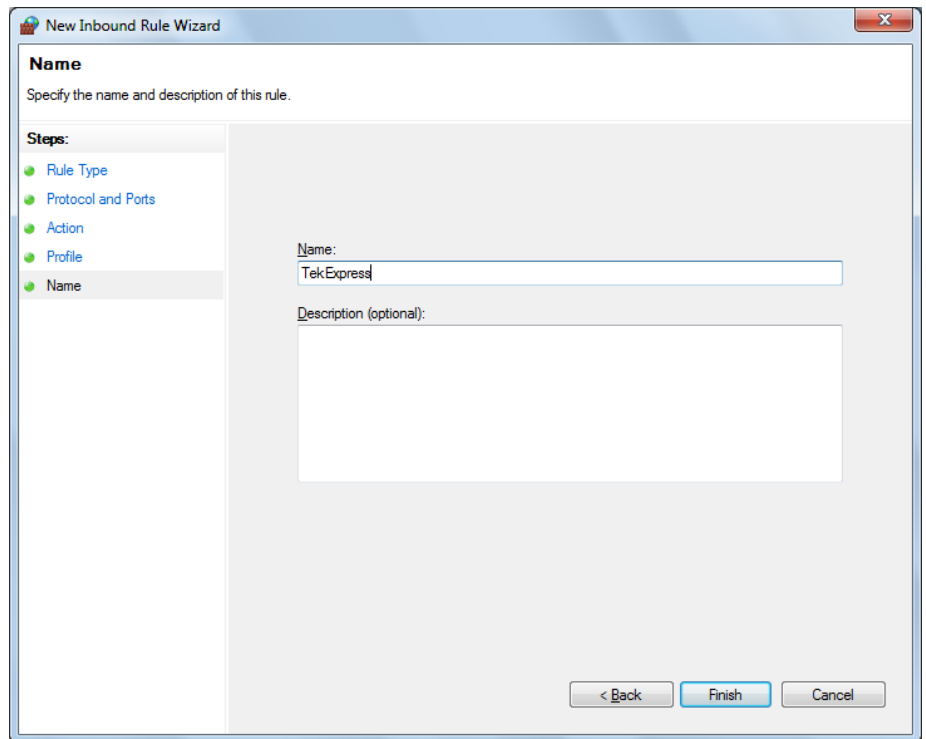 New Inbound Rule Wizard
Name
Specify the name and description of this rule.
Steps:
Rule Type
Protocol and Ports
Action
Profile
Name
Name:
TekExpress
Description (optional):
< Back
Finish
Cancel